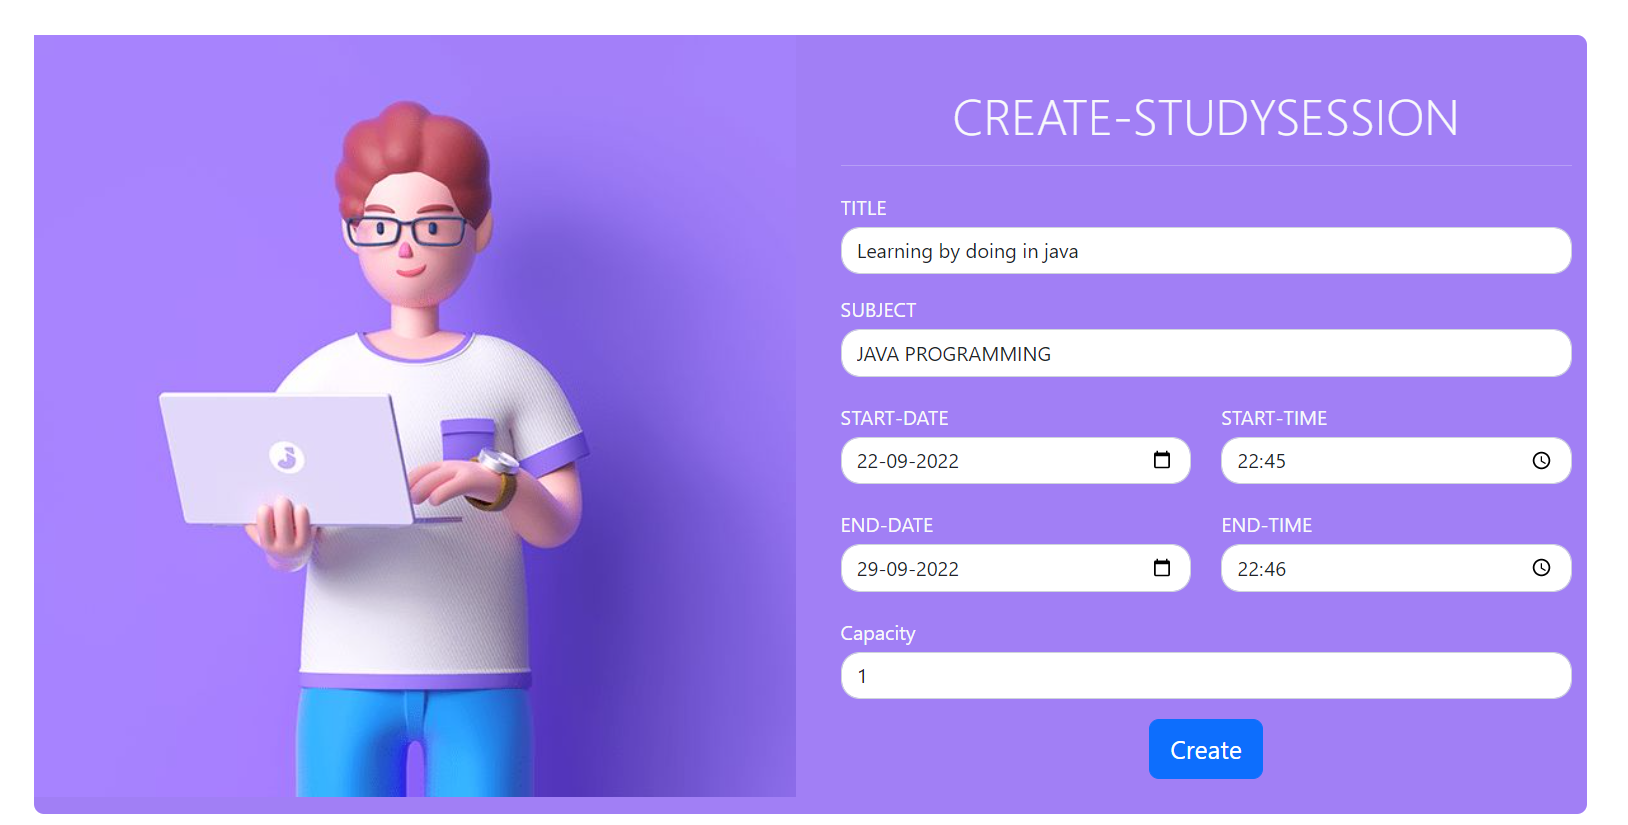 CREATE-STUDYSESSION
TITLE
Learning by doing in java
SUBJECT
JAVA PROGRAMMING
START-DATE START-TIME
22-09-2022 22:45
END-DATE END-TIME
29-09-2022 22:46
Capacity
1
Create